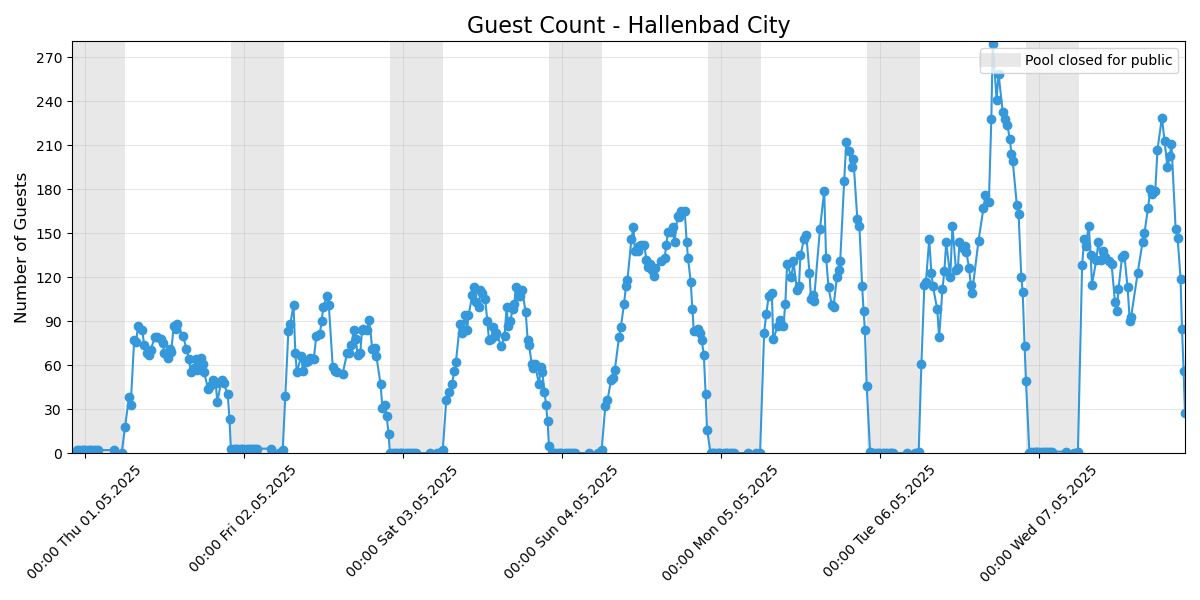 Guest Count - Hallenbad City
Pool closed for public
Number of Guests
270
240
210
180
150
120
90
60
30
0
00:00 Thu 01.05.2025
00:00 Fri 02.05.2025
00:00 Sat 03.05.2025
00:00 Sun 04.05.2025
00:00 Mon 05.05.2025
00:00 Tue 06.05.2025
00:00 Wed 07.05.2025